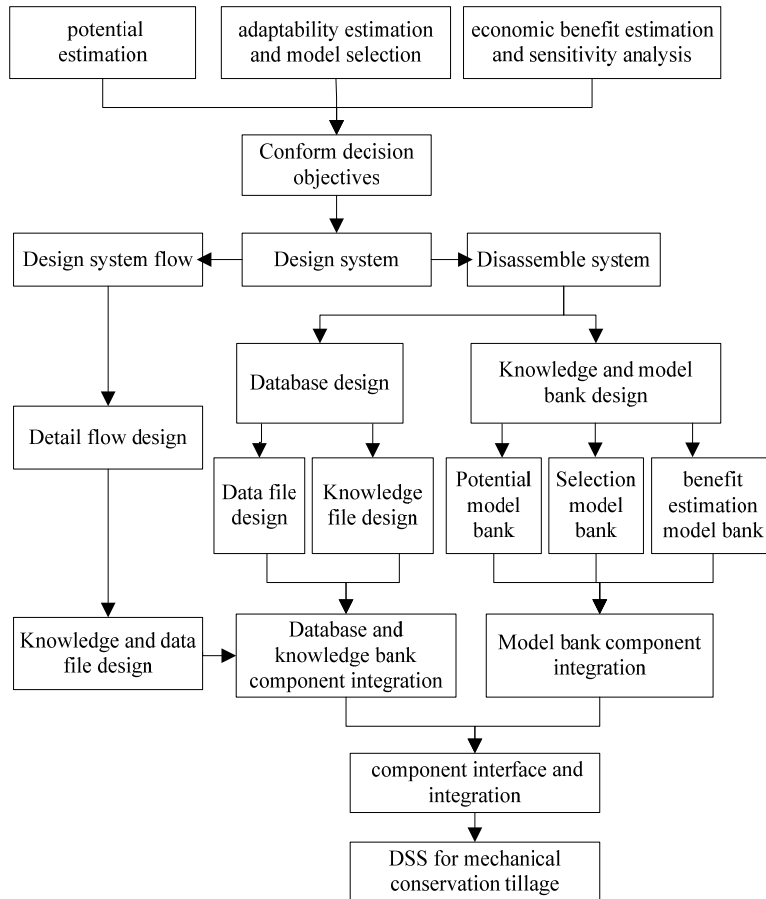 potential
estimation
adaptability estimation
and model selection
economic benefit estimation
and sensitivity analysis
Conform decision
objectives
Design system flow
Design system
Disassemble system
Database design
Knowledge and model
bank design
Detail flow design
Data file
design
Knowledge
file design
Potential
model
bank
Selection
model
bank
benefit
estimation
model bank
Knowledge and data
file design
Database and
knowledge bank
component integration
Model bank component
integration
component interface and
integration
DSS for mechanical
conservation tillage